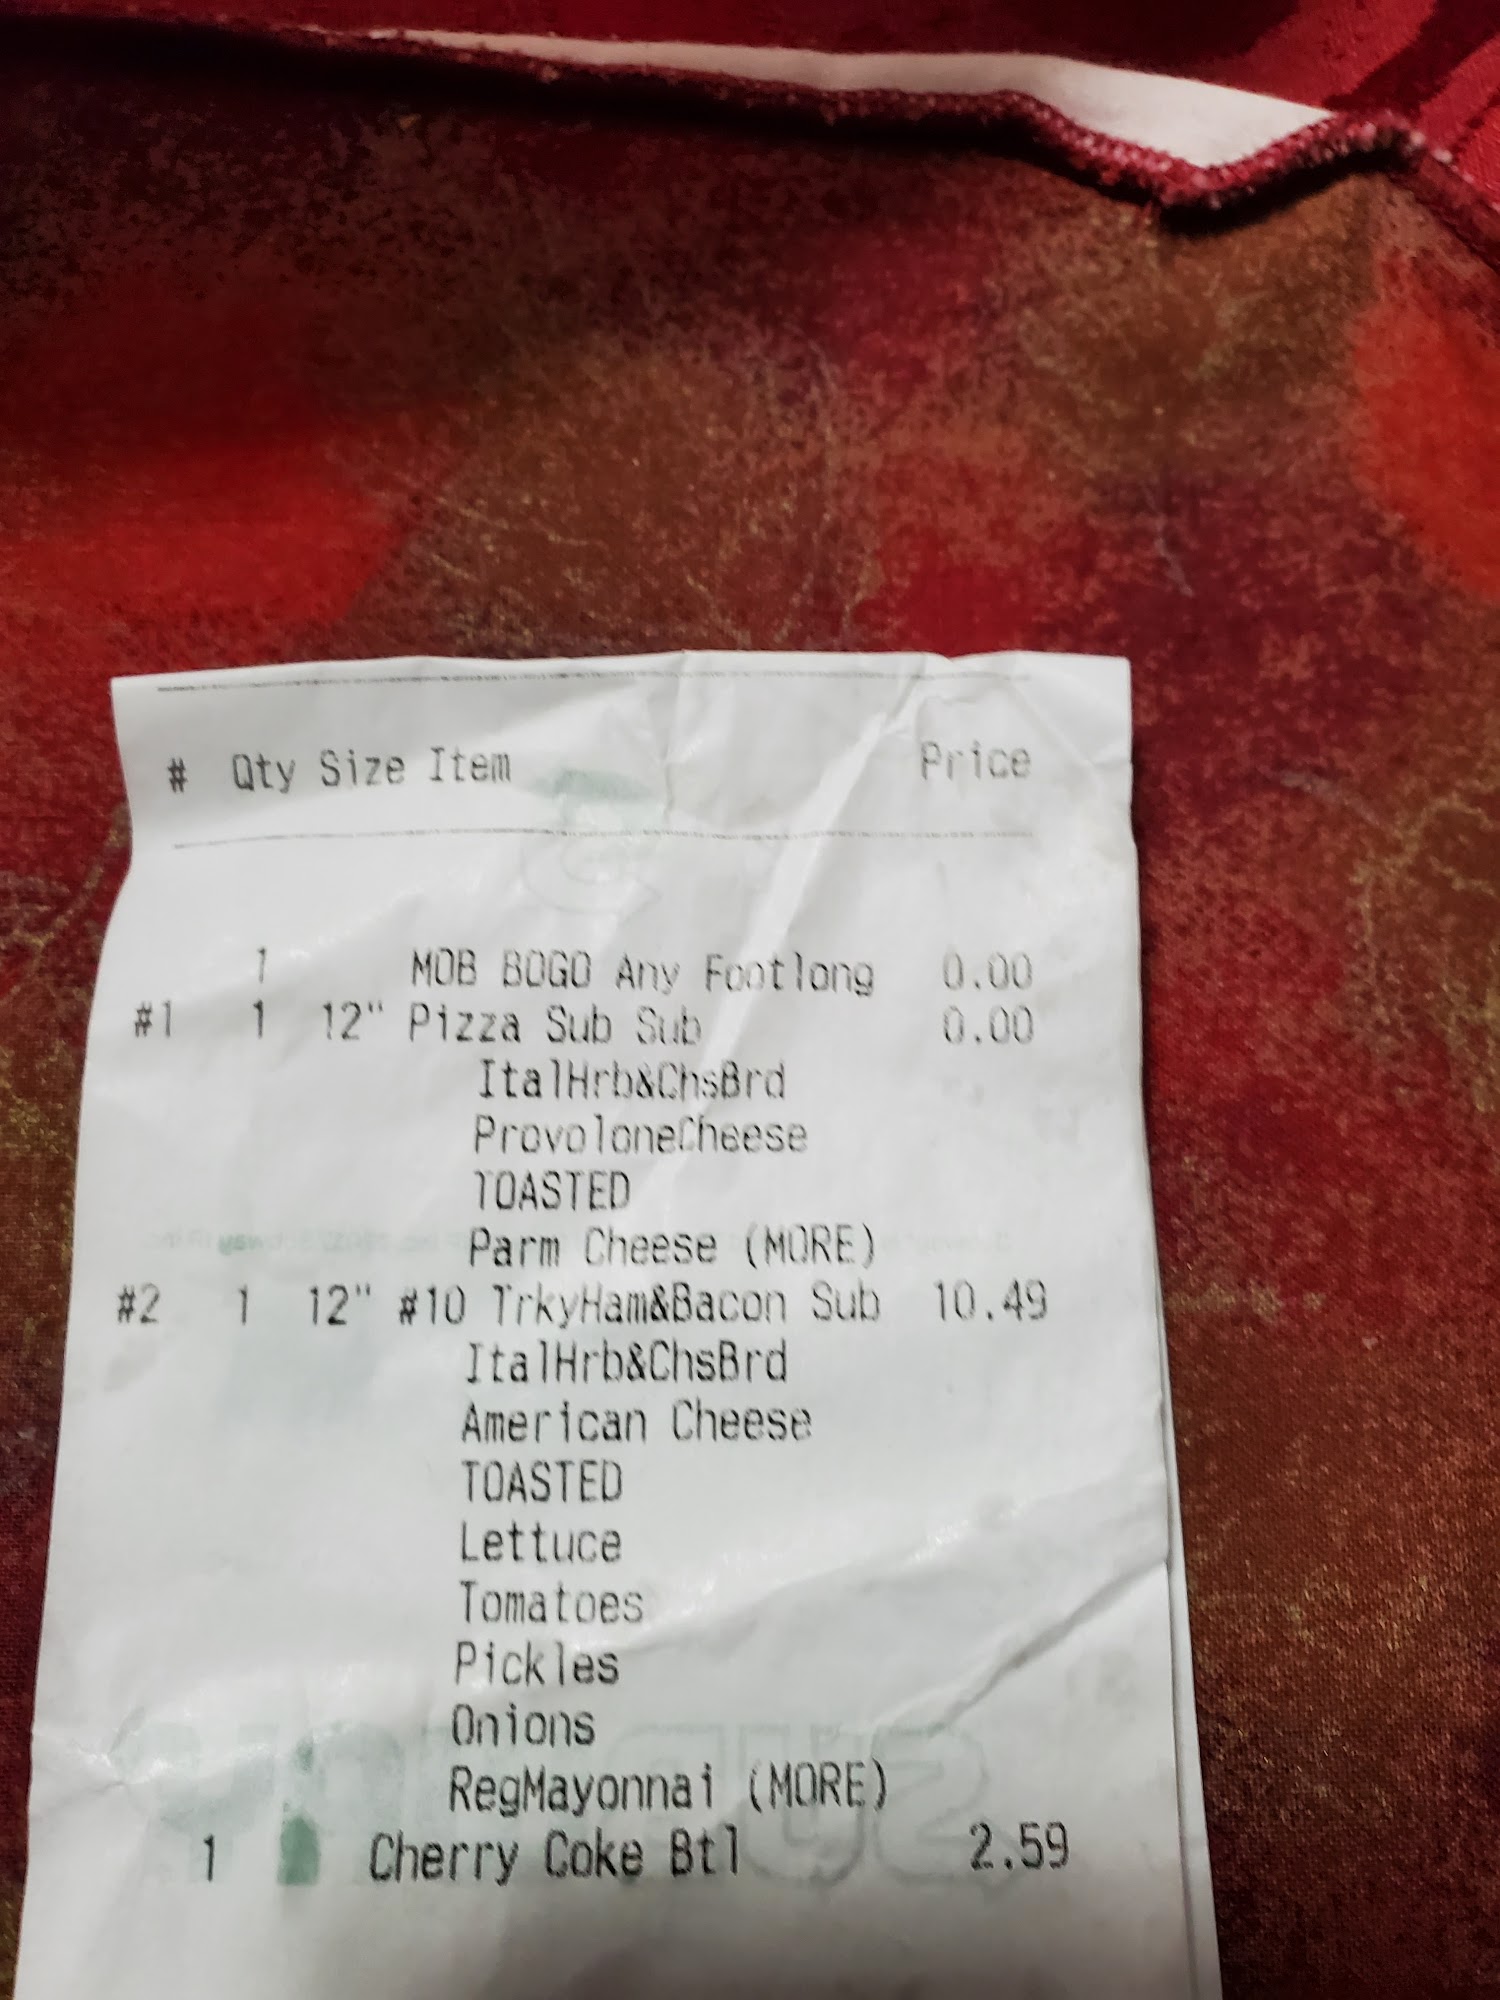 # Qty Size Item Price
1 MOB BOGO Any Footlong 0.00
#1 1 12" Pizza Sub Sub 0.00
ItalHrb&ChsBrd
ProvoloneCheese
TOASTED
Parm Cheese (MORE)
#2 1 12" #10 TrkyHam&Bacon Sub 10.49
ItalHrb&ChsBrd
American Cheese
TOASTED
Lettuce
Tomatoes
Pickles
Onions
RegMayonnai (MORE)
1 Cherry Coke Btl 2.59